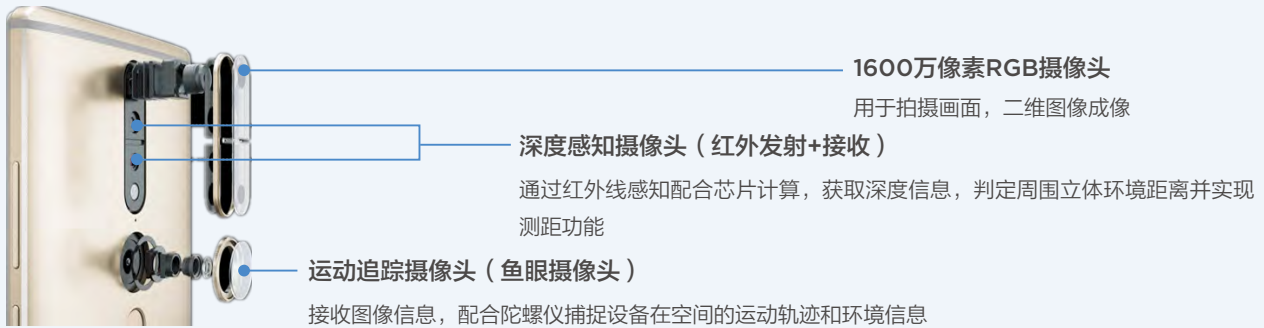 1600万像素RGB摄像头
用于拍摄画面，二维图像成像
深度感知摄像头（红外发射+接收）
通过红外线感知配合芯片计算，获取深度信息，判定周围立体环境距离并实现
测距功能
运动追踪摄像头（鱼眼摄像头）
接收图像信息，配合陀螺仪捕捉设备在空间的运动轨迹和环境信息